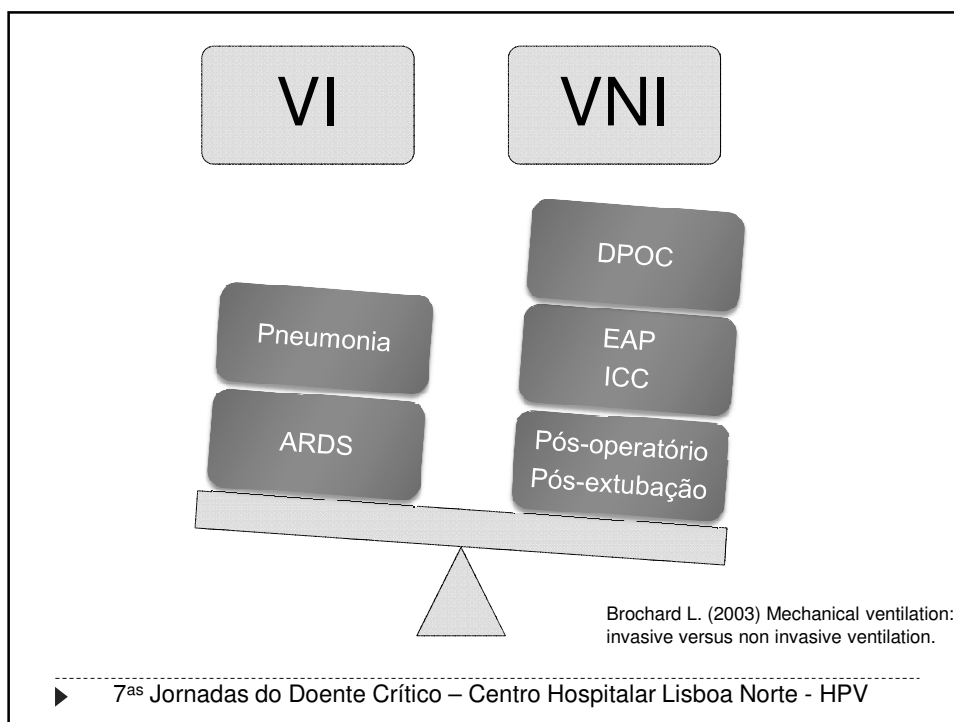 VI
VNI
DPOC
Pneumonia
EAP
ICC
ARDS
Pós-operatório
Pós-extubação
Brochard L. (2003) Mechanical ventilation:
invasive versus non invasive ventilation.
7as Jornadas do Doente Crítico – Centro Hospitalar Lisboa Norte - HPV